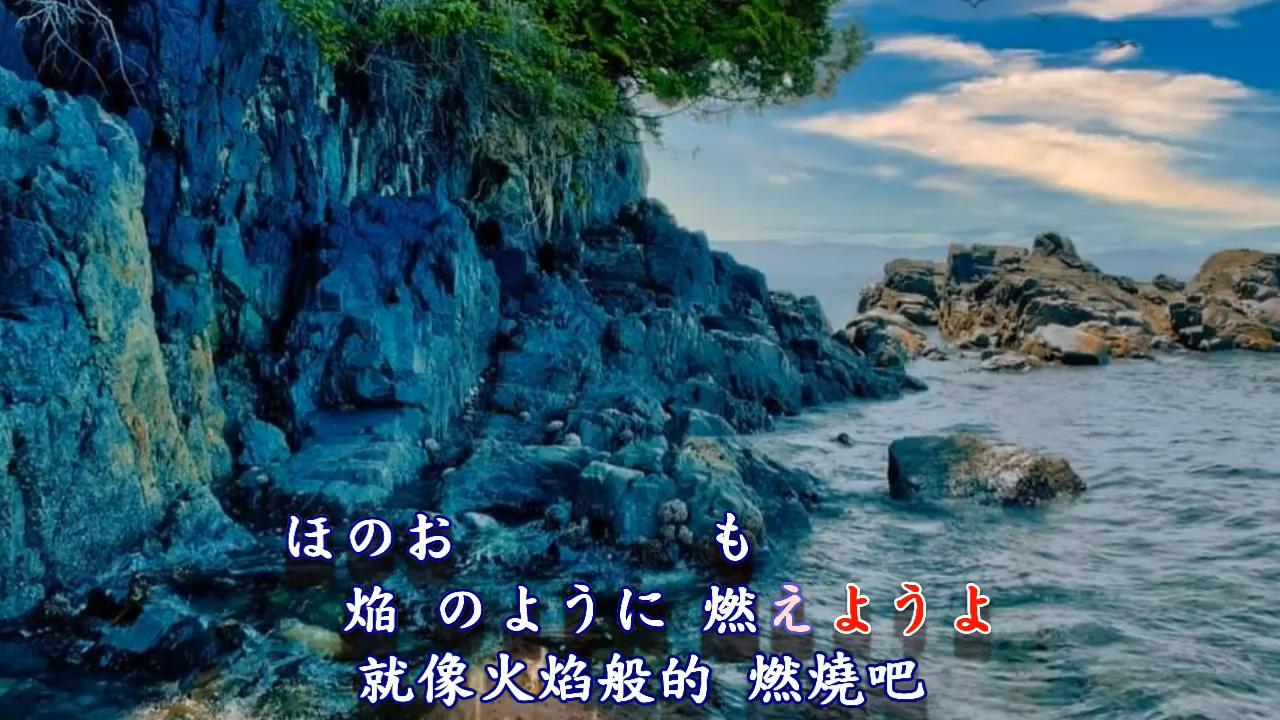 ほのお も
焔 のように 燃えようよ
就像火焰般的 燃燒吧